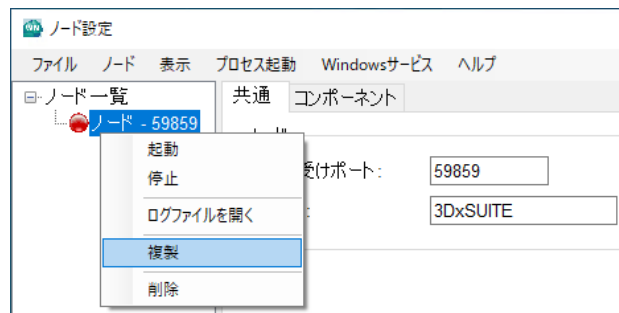 ノード設定
ファイル ノード 表示 プロセス起動 Windowsサービス ヘルプ
ノード一覧
ノード - 59859
共通 コンポーネント
起動
停止
ログファイルを開く
複製
削除
受けポート:
59859
3DxSUITE